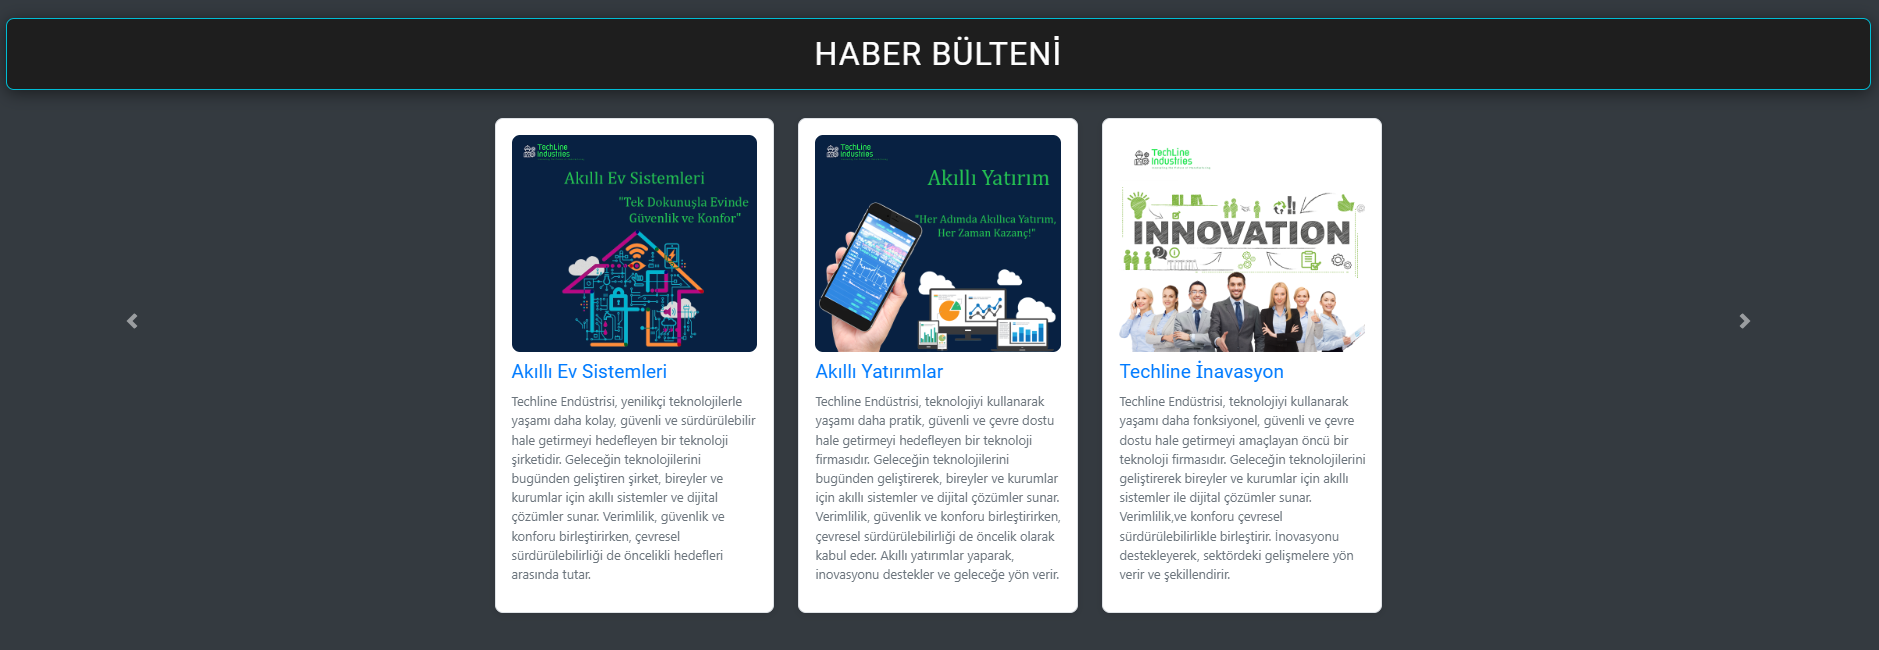 HABER BÜLTENİ
TechLine
Industries
Akıllı Ev Sistemleri
"Tek Dokunuşla Evinde
Güvenlik ve Konfor"
Akıllı Ev Sistemleri
Techline Endüstrisi, yenilikçi teknolojilerle
yaşamı daha kolay, güvenli ve sürdürülebilir
hale getirmeyi hedefleyen bir teknoloji
şirketidir. Geleceğin teknolojilerini
bugünden geliştiren şirket, bireyler ve
kurumlar için akıllı sistemler ve dijital
çözümler sunar. Verimlilik, güvenlik ve
konforu birleştirirken, çevresel
sürdürülebilirliği de öncelikli hedefleri
arasında tutar.
TechLine
Industries
Akıllı Yatırım
"Her Adımda Akıllıca Yatırım,
Her Zaman Kazanç!"
Akıllı Yatırımlar
Techline Endüstrisi, teknolojiyi kullanarak
yaşamı daha pratik, güvenli ve çevre dostu
hale getirmeyi hedefleyen bir teknoloji
firmasıdır. Geleceğin teknolojilerini
bugünden geliştirerek, bireyler ve kurumlar
için akıllı sistemler ve dijital çözümler sunar.
Verimlilik, güvenlik ve konforu birleştirirken,
çevresel sürdürülebilirliği de öncelik olarak
kabul eder. Akıllı yatırımlar yaparak,
inovasyonu destekler ve geleceğe yön verir.
TechLine
Industries
INNOVATION
Techline İnavasyon
Techline Endüstrisi, teknolojiyi kullanarak
yaşamı daha fonksiyonel, güvenli ve çevre
dostu hale getirmeyi amaçlayan öncü bir
teknoloji firmasıdır. Geleceğin teknolojilerini
geliştirerek bireyler ve kurumlar için akıllı
sistemler ile dijital çözümler sunar.
Verimlilik,ve konforu çevresel
sürdürülebilirlikle birleştirir. İnovasyonu
destekleyerek, sektördeki gelişmelere yön
verir ve şekillendirir.